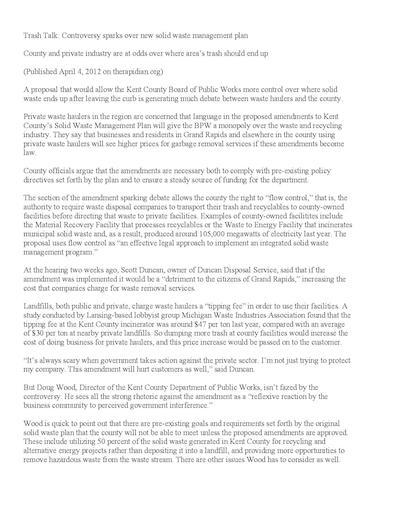 Trash Talk: Controversy sparks over new solid waste management plan
County and private industry are at odds over where area's trash should end up
(Published April 4, 2012 on therapidian.org)
A proposal that would allow the Kent County Board of Public Works more control over where solid
waste ends up after leaving the curb is generating much debate between waste haulers and the county.
Private waste haulers in the region are concerned that language in the proposed amendments to Kent
County's Solid Waste Management Plan will give the BPW a monopoly over the waste and recycling
industry. They say that businesses and residents in Grand Rapids and elsewhere in the county using
private waste haulers will see higher prices for garbage removal services if these amendments become
law.
County officials argue that the amendments are necessary both to comply with pre-existing policy
directives set forth by the plan and to ensure a steady source of funding for the department.
The section of the amendment sparking debate allows the county the right to "flow control," that is, the
authority to require waste disposal companies to transport their trash and recyclables to county-owned
facilities before directing that waste to private facilities. Examples of county-owned facilitites include
the Material Recovery Facility that processes recyclables or the Waste to Energy Facility that incinerates
municipal solid waste and, as a result, produced around 105,000 megawatts of electricity last year. The
proposal uses flow control as "an effective legal approach to implement an integrated solid waste
management program."
At the hearing two weeks ago, Scott Duncan, owner of Duncan Disposal Service, said that if the
amendment was implemented it would be a "detriment to the citizens of Grand Rapids," increasing the
cost that companies charge for waste removal services.
Landfills, both public and private, charge waste haulers a "tipping fee" in order to use their facilities. A
study conducted by Lansing-based lobbyist group Michigan Waste Industries Association found that the
tipping fee at the Kent County incinerator was around $47 per ton last year, compared with an average
of $30 per ton at nearby private landfills. So dumping more trash at county facilities would increase the
cost of doing business for private haulers, and this price increase would be passed on to the customer.
"It's always scary when government takes action against the private sector. I'm not just trying to protect
my company. This amendment will hurt customers as well," said Duncan.
But Doug Wood, Director of the Kent County Department of Public Works, isn't fazed by the
controversy. He sees all the strong rhetoric against the amendment as a "reflexive reaction by the
business community to perceived government interference."
Wood is quick to point out that there are pre-existing goals and requirements set forth by the original
solid waste plan that the county will not be able to meet unless the proposed amendments are approved.
These include utilizing 50 percent of the solid waste generated in Kent County for recycling and
alternative energy projects rather than depositing it into a landfill, and providing more opportunities to
remove hazardous waste from the waste stream. There are other issues Wood has to consider as well.